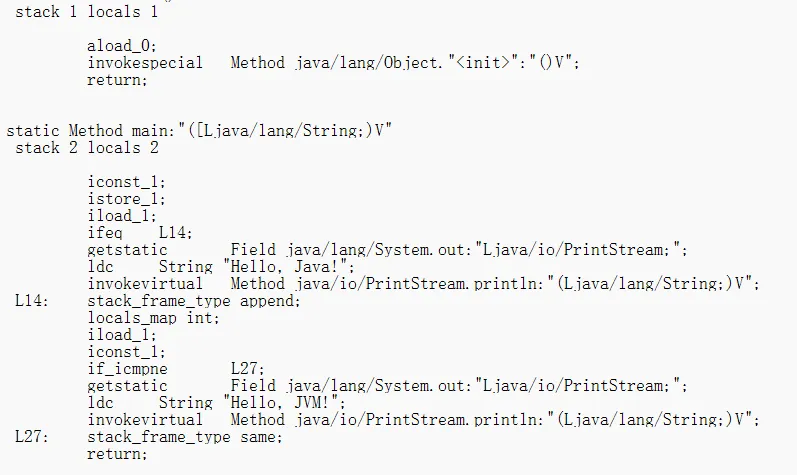 stack 1 locals 1
aload_0;
invokespecial Method java/lang/Object."<init>":"()V";
return;
static Method main:"([Ljava/lang/String;)V"
stack 2 locals 2
iconst_1;
istore_1;
iload_1;
ifeq L14;
getstatic Field java/lang/System.out:"Ljava/io/PrintStream;";
ldc String "Hello, Java!";
invokevirtual Method java/io/PrintStream.println:"(Ljava/lang/String;)V";
L14: stack_frame_type append;
locals_map int;
iload_1;
iconst_1;
if_icmpne L27;
getstatic Field java/lang/System.out:"Ljava/io/PrintStream;";
ldc String "Hello, JVM!";
invokevirtual Method java/io/PrintStream.println:"(Ljava/lang/String;)V";
L27: stack_frame_type same;
return;